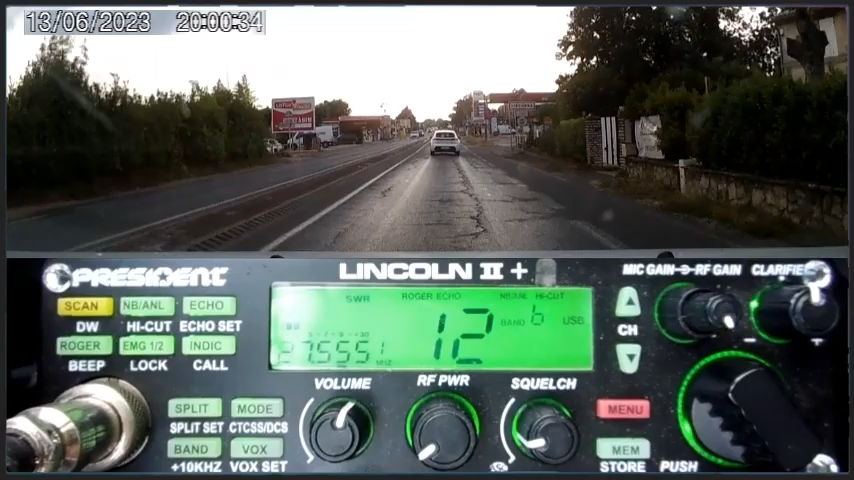 13/06/2023 20:00:34
PRESIDENT
LINCOLN II +
MIC GAIN RF GAIN CLARIFIER
SCAN NB/ANL ECHO
DW HI-CUT ECHO SET
ROGER EMG 1/2 INDIC
BEEP LOCK CALL
SWR ROGER ECHO NB/ANL HI-CUT
12 BAND b USB
27.5551 MHZ
CH
VOLUME RF PWR SQUELCH
SPLIT MODE
SPLIT SET CTCSS/DCS
BAND VOX
+10KHZ VOX SET
MENU
MEM
STORE PUSH